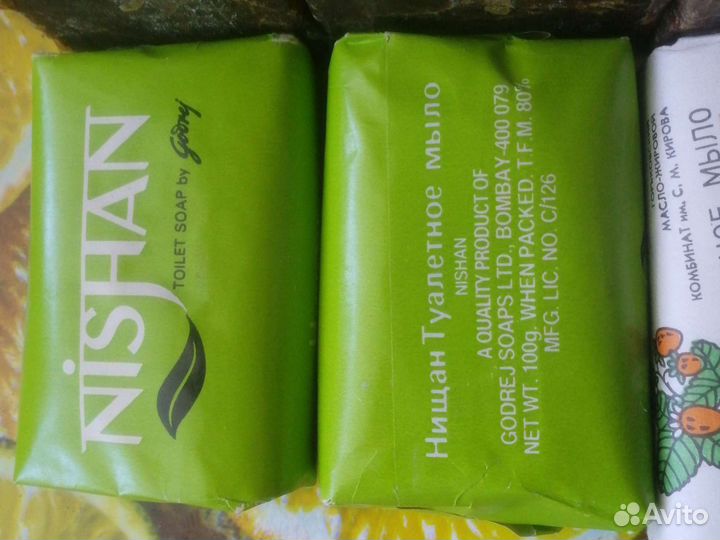 NISHAN
TOILET SOAP by Godrej
Нищан Туалетное мыло
NISHAN
A QUALITY PRODUCT OF
GODREJ SOAPS LTD., BOMBAY-400 079
NET WT. 100g. WHEN PACKED. T.F.M. 80%
MFG. LIC. NO. C/126
МАСЛО-ЖИРОВОЙ
КОМБИНАТ им. С. М. КИРОВА
МЫЛО
Avito